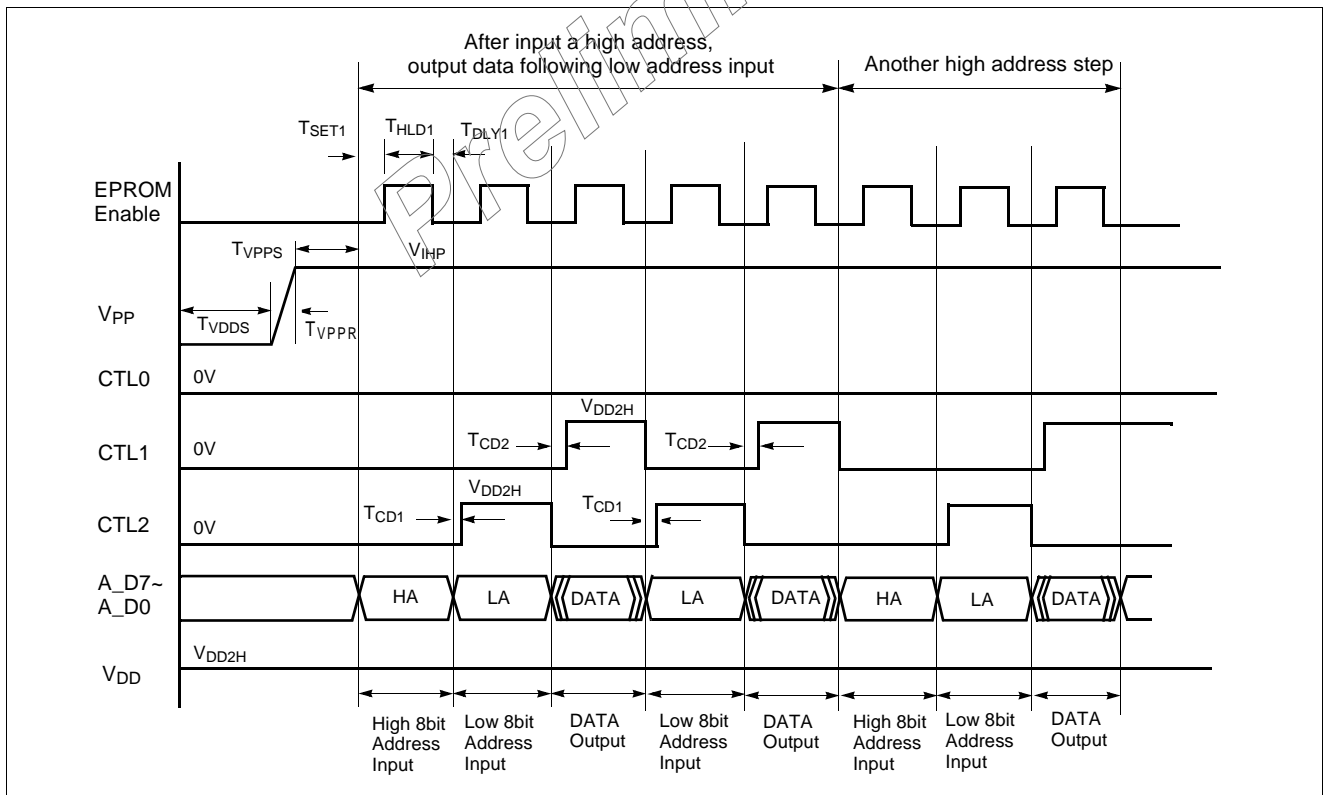 After input a high address,
output data following low address input
Another high address step
Prelimi
TSET1
THLD1
TDLY1
EPROM
Enable
TVPPS
VIHP
VPP
TVDDS
TVPPR
CTL0
0V
VDD2H
CTL1
0V
TCD2
TCD2
VDD2H
CTL2
0V
TCD1
TCD1
A_D7~
A_D0
HA
LA
DATA
LA
DATA
HA
LA
DATA
VDD2H
VDD
High 8bit
Address
Input
Low 8bit
Address
Input
DATA
Output
Low 8bit
Address
Input
DATA
Output
High 8bit
Address
Input
Low 8bit
Address
Input
DATA
Output